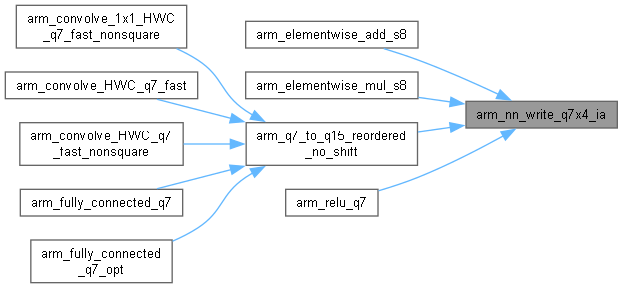 arm_convolve_1x1_HWC
_q7_fast_nonsquare
arm_convolve_HWC_q7_fast
arm_convolve_HWC_q7
_fast_nonsquare
arm_fully_connected_q7
arm_fully_connected
_q7_opt
arm_elementwise_add_s8
arm_elementwise_mul_s8
arm_q7_to_q15_reordered
_no_shift
arm_relu_q7
arm_nn_write_q7x4_ia